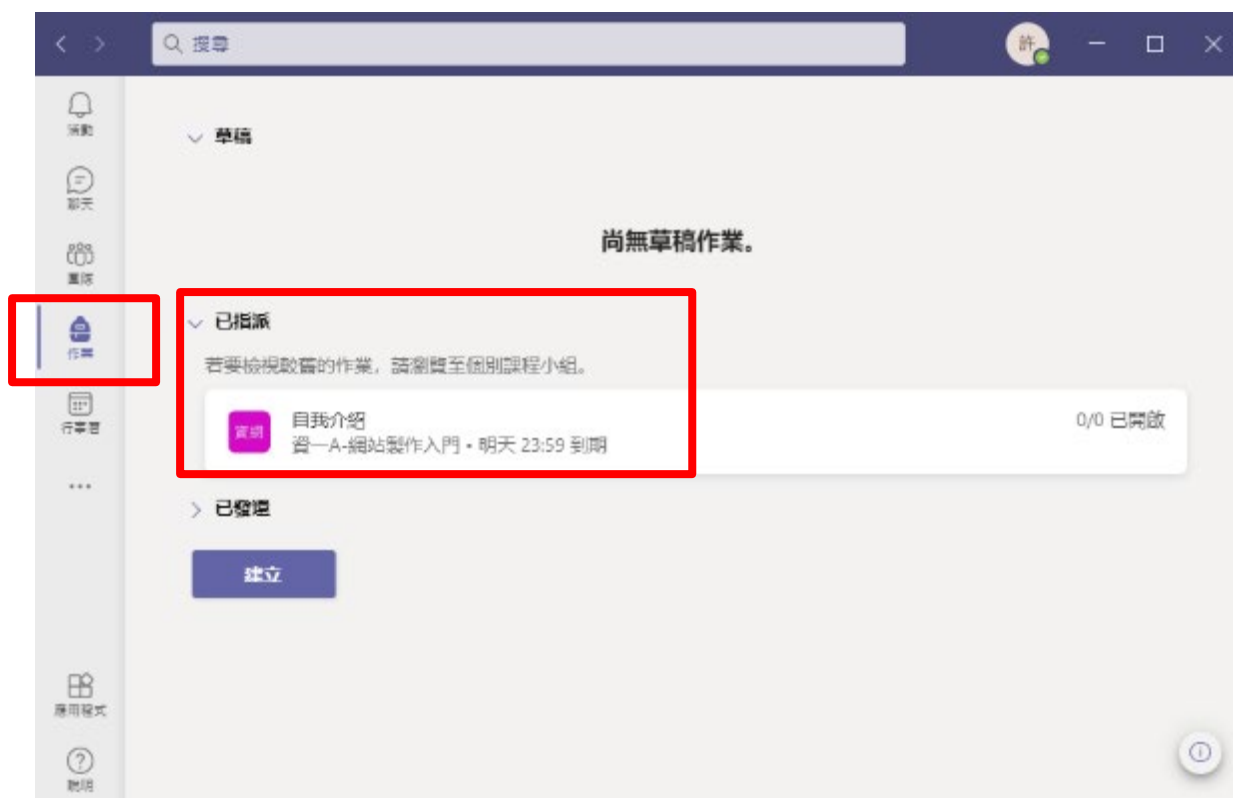 搜尋
許
活動
聊天
團隊
作業
行事曆
應用程式
說明
草稿
尚無草稿作業。
已指派
若要檢視較舊的作業，請瀏覽至個別課程小組。
資網
自我介紹
資一A-網站製作入門 • 明天 23:59 到期
0/0 已開啟
已發還
建立